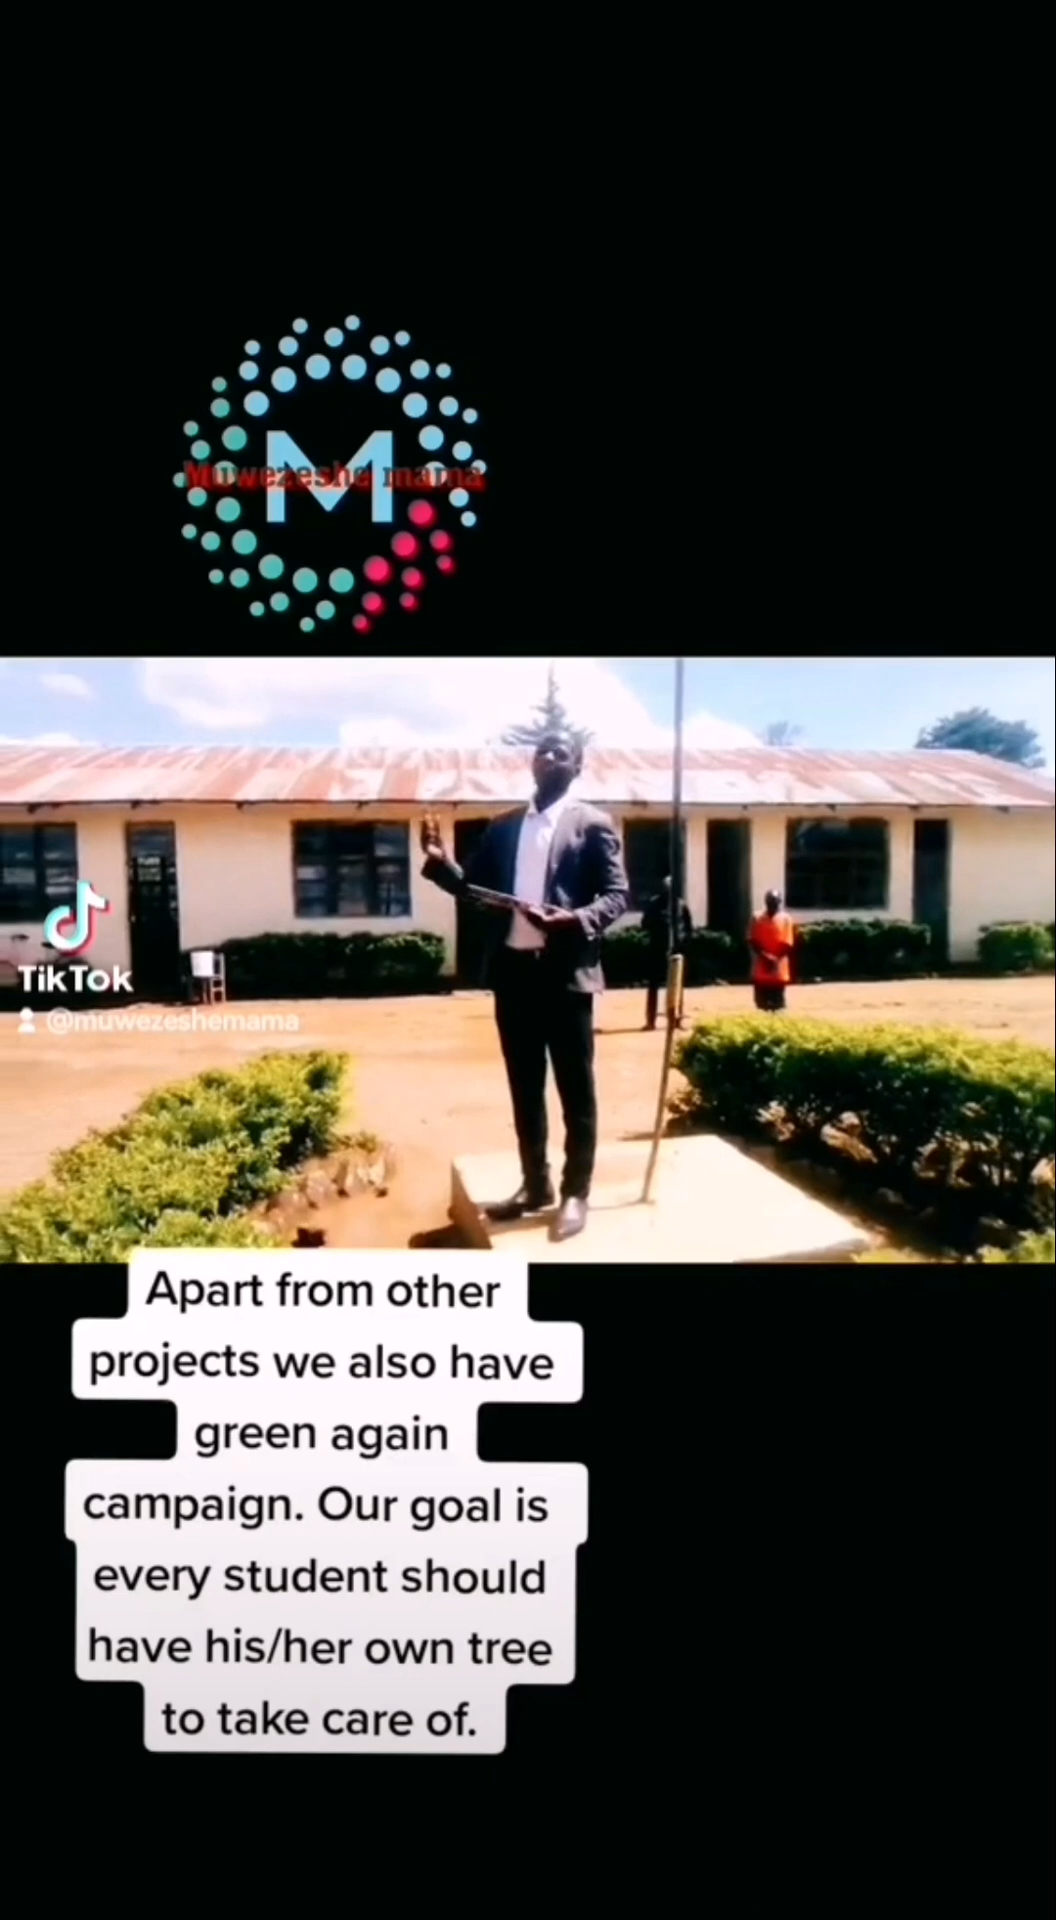 M
Muwezeshe mama
TikTok
@muwezeshemama
Apart from other
projects we also have
green again
campaign. Our goal is
every student should
have his/her own tree
to take care of.